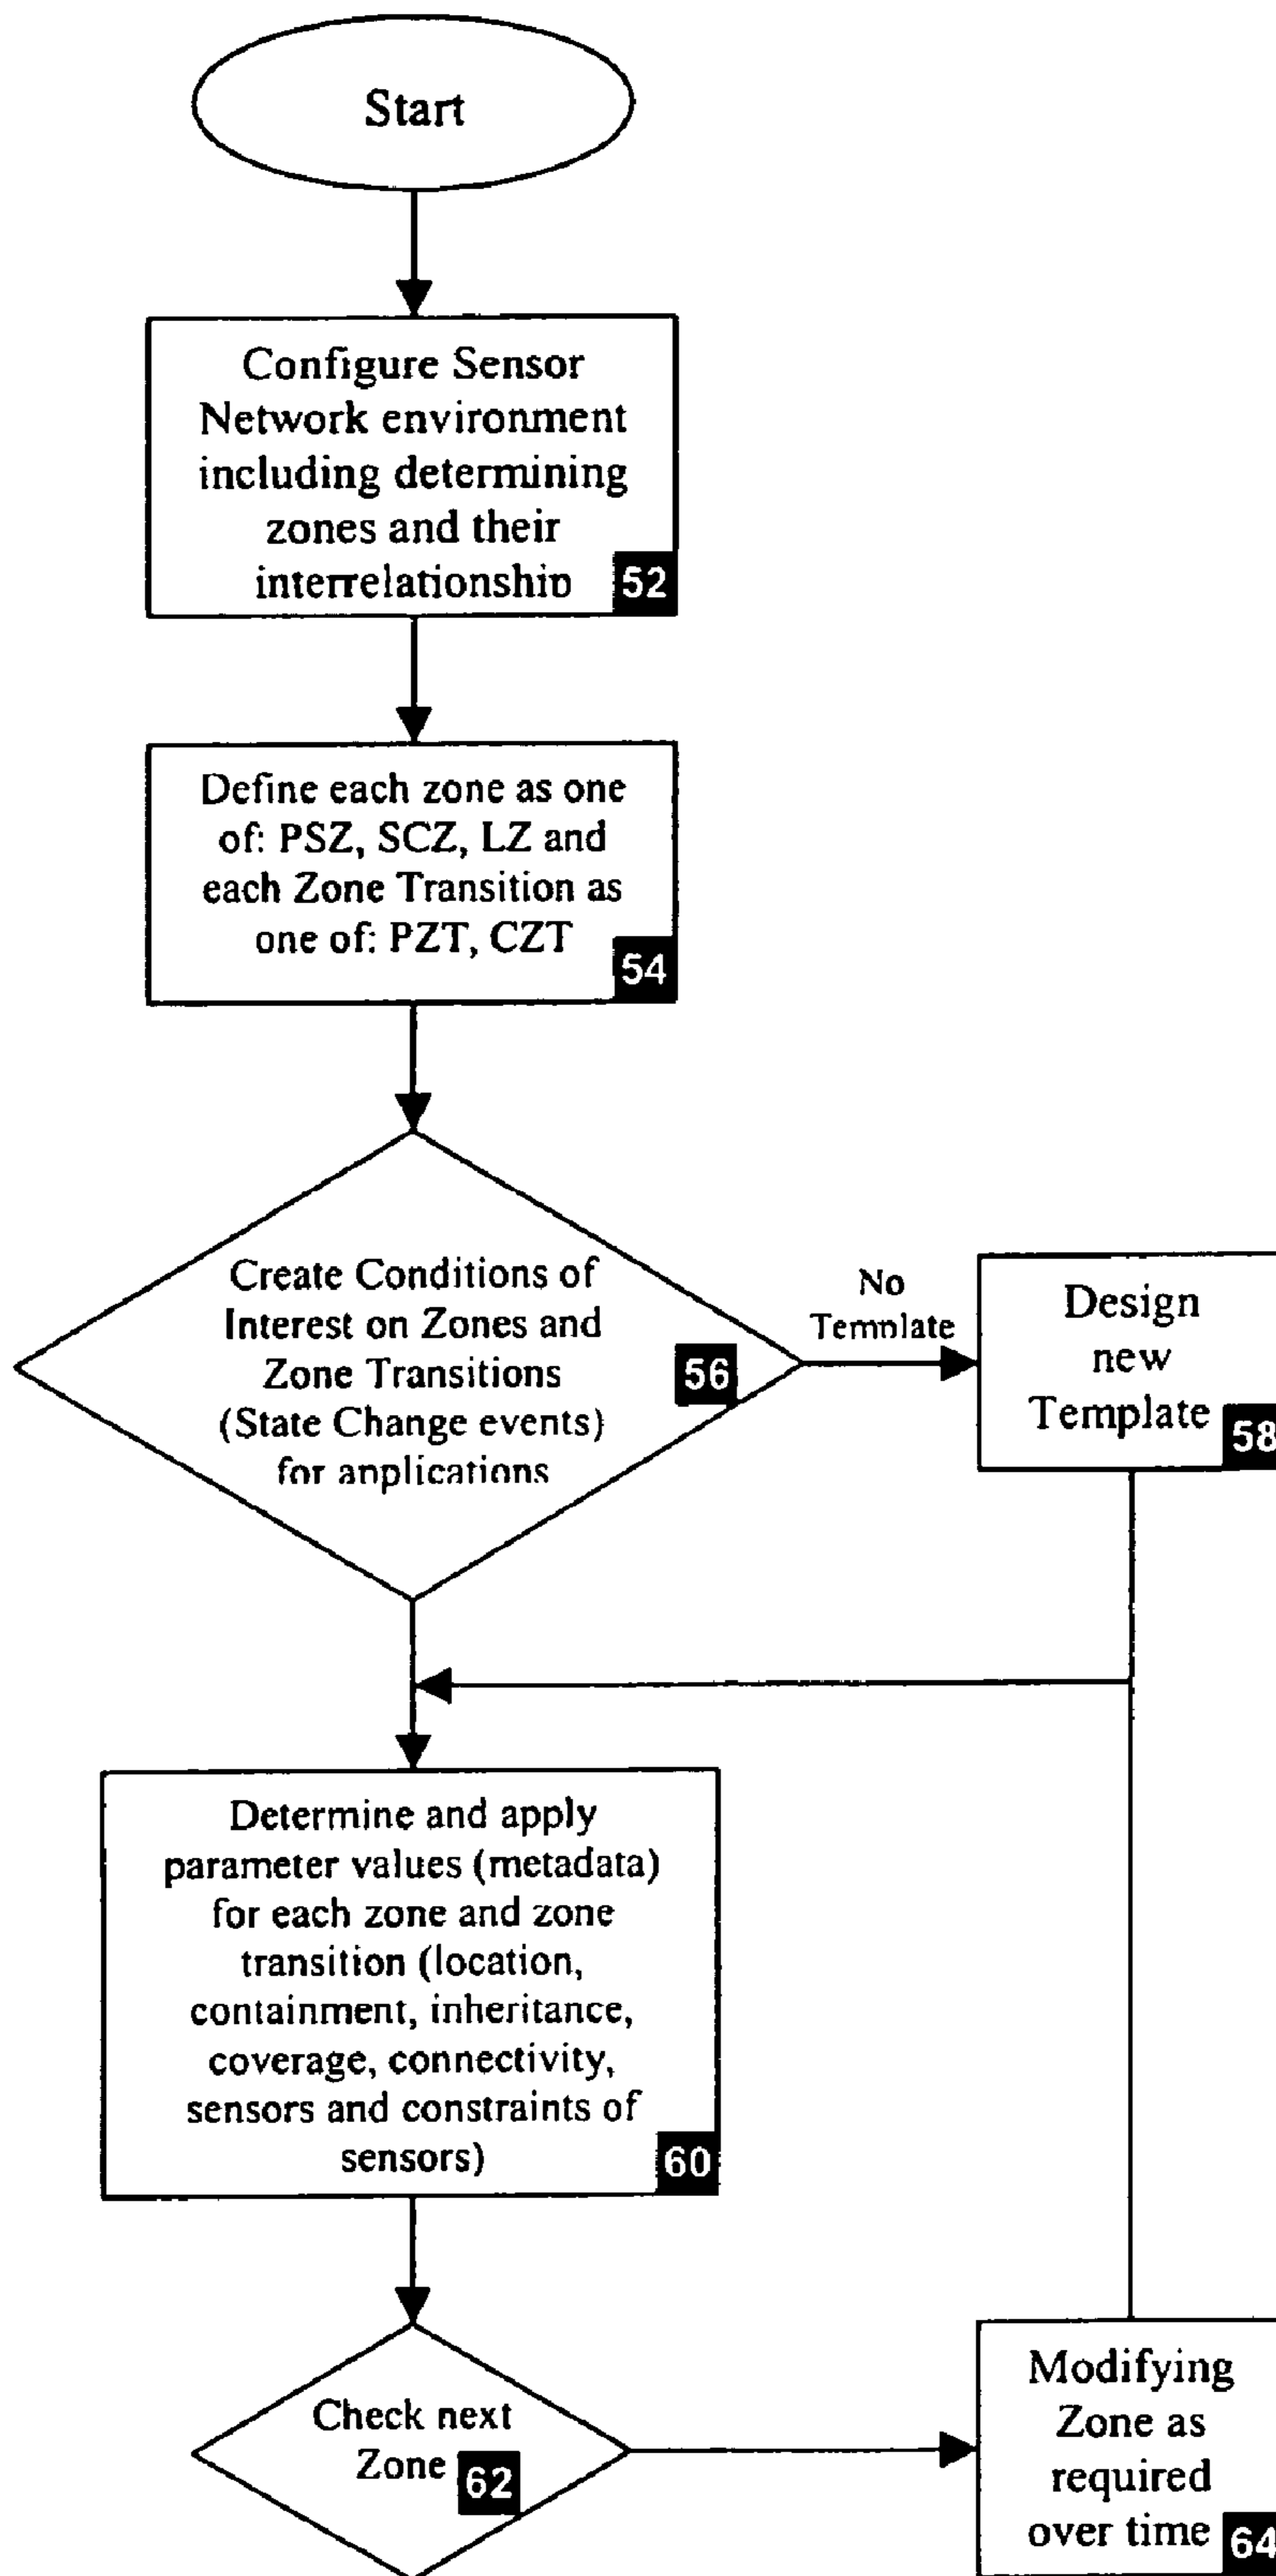 Start
Configure Sensor
Network environment
including determining
zones and their
interrelationship
52
Define each zone as one
of: PSZ, SCZ, LZ and
each Zone Transition as
one of: PZT, CZT
54
Create Conditions of
Interest on Zones and
Zone Transitions
(State Change events)
for applications
56
No
Template
Design
new
Template
58
Determine and apply
parameter values (metadata)
for each zone and zone
transition (location,
containment, inheritance,
coverage, connectivity,
sensors and constraints of
sensors)
60
Check next
Zone
62
Modifying
Zone as
required
over time
64